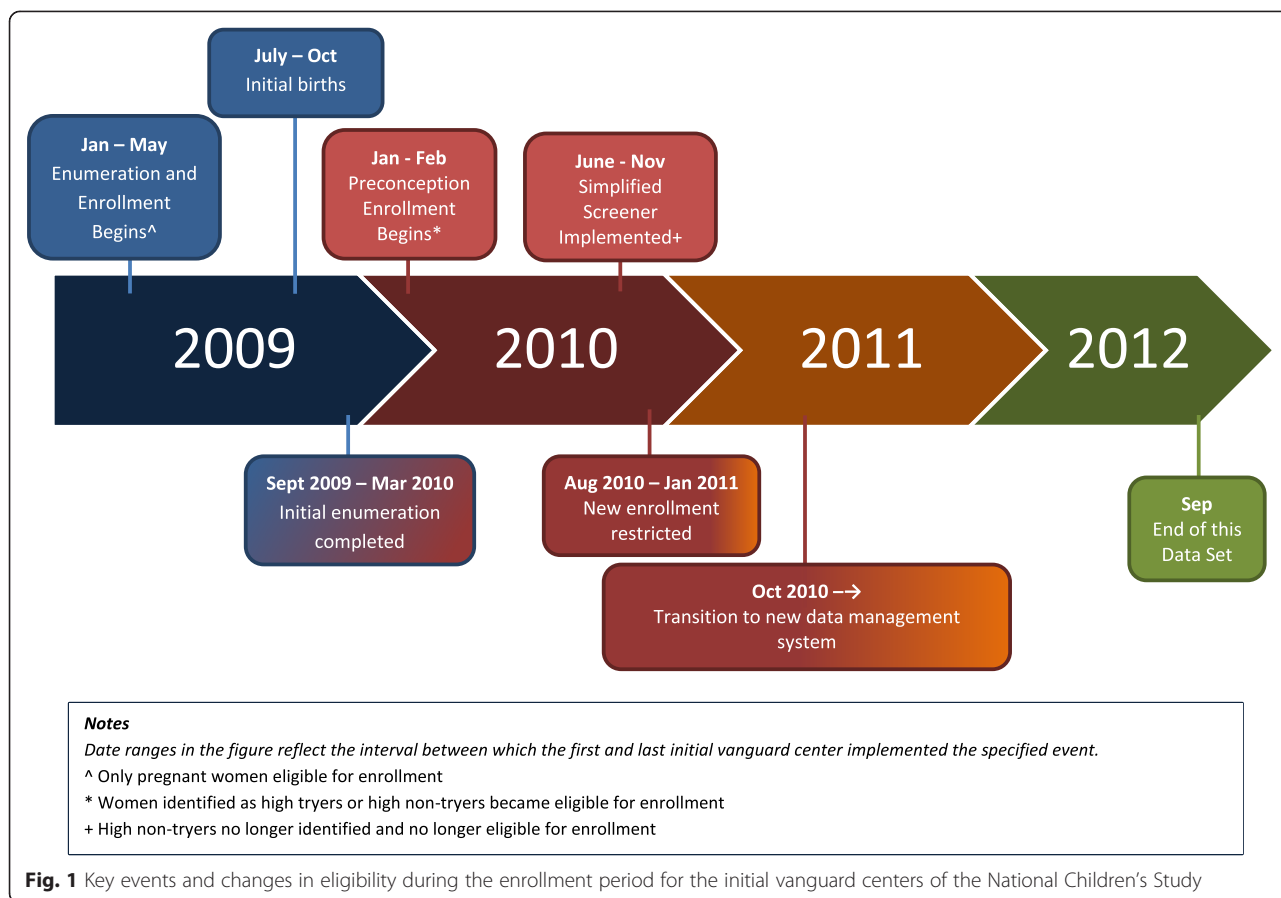 July – Oct
Initial births
Jan – May
Enumeration and
Enrollment
Begins^
Jan - Feb
Preconception
Enrollment
Begins*
June - Nov
Simplified
Screener
Implemented+
2009
2010
2011
2012
Sept 2009 – Mar 2010
Initial enumeration
completed
Aug 2010 – Jan 2011
New enrollment
restricted
Oct 2010 –→
Transition to new data management
system
Sep
End of this
Data Set
Notes
Date ranges in the figure reflect the interval between which the first and last initial vanguard center implemented the specified event.
^ Only pregnant women eligible for enrollment
* Women identified as high tryers or high non-tryers became eligible for enrollment
+ High non-tryers no longer identified and no longer eligible for enrollment
Fig. 1 Key events and changes in eligibility during the enrollment period for the initial vanguard centers of the National Children’s Study